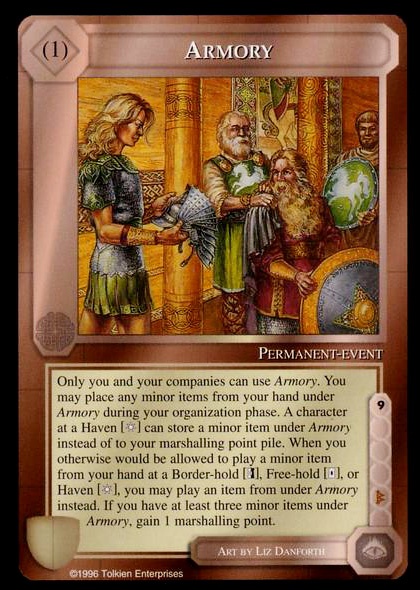 (1)
ARMORY
PERMANENT-EVENT
Only you and your companies can use Armory. You
may place any minor items from your hand under
Armory during your organization phase. A character
at a Haven [] can store a minor item under Armory
instead of to your marshalling point pile. When you
otherwise would be allowed to play a minor item
from your hand at a Border-hold [], Free-hold [], or
Haven [], you may play an item from under Armory
instead. If you have at least three minor items under
Armory, gain 1 marshalling point.
9
ART BY LIZ DANFORTH
©1996 Tolkien Enterprises